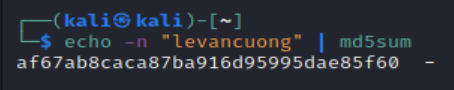 ┌──(kali㉿kali)-[~]
└─$ echo -n "levancuong" | md5sum
af67ab8caca87ba916d95995dae85f60  -